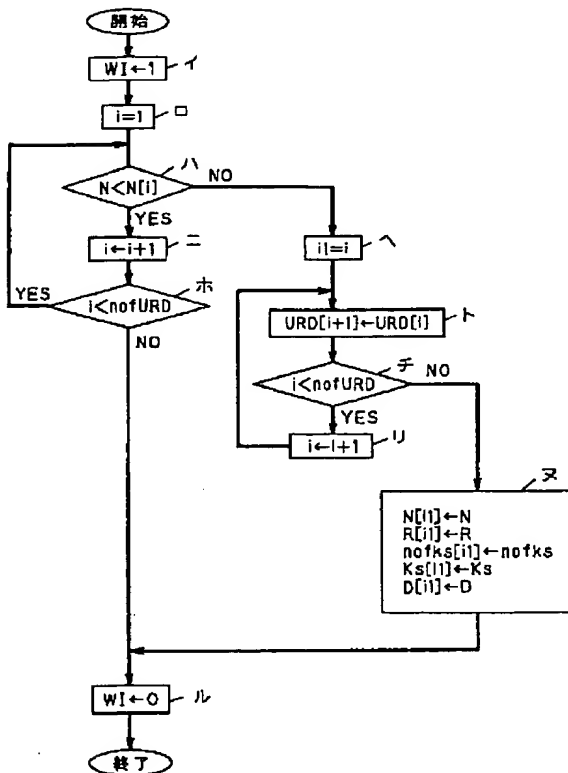 開始
WI←1 イ
i=1 ロ
N<N[i] ハ
NO
YES
i←i+1 ニ
i<nofURD ホ
YES
NO
i1=i ヘ
URD[i+1]←URD[i] ト
i<nofURD チ
NO
YES
i←i+1 リ
ヌ
N[i1]←N
R[i1]←R
nofks[i1]←nofks
Ks[i1]←Ks
D[i1]←D
WI←0 ル
終了